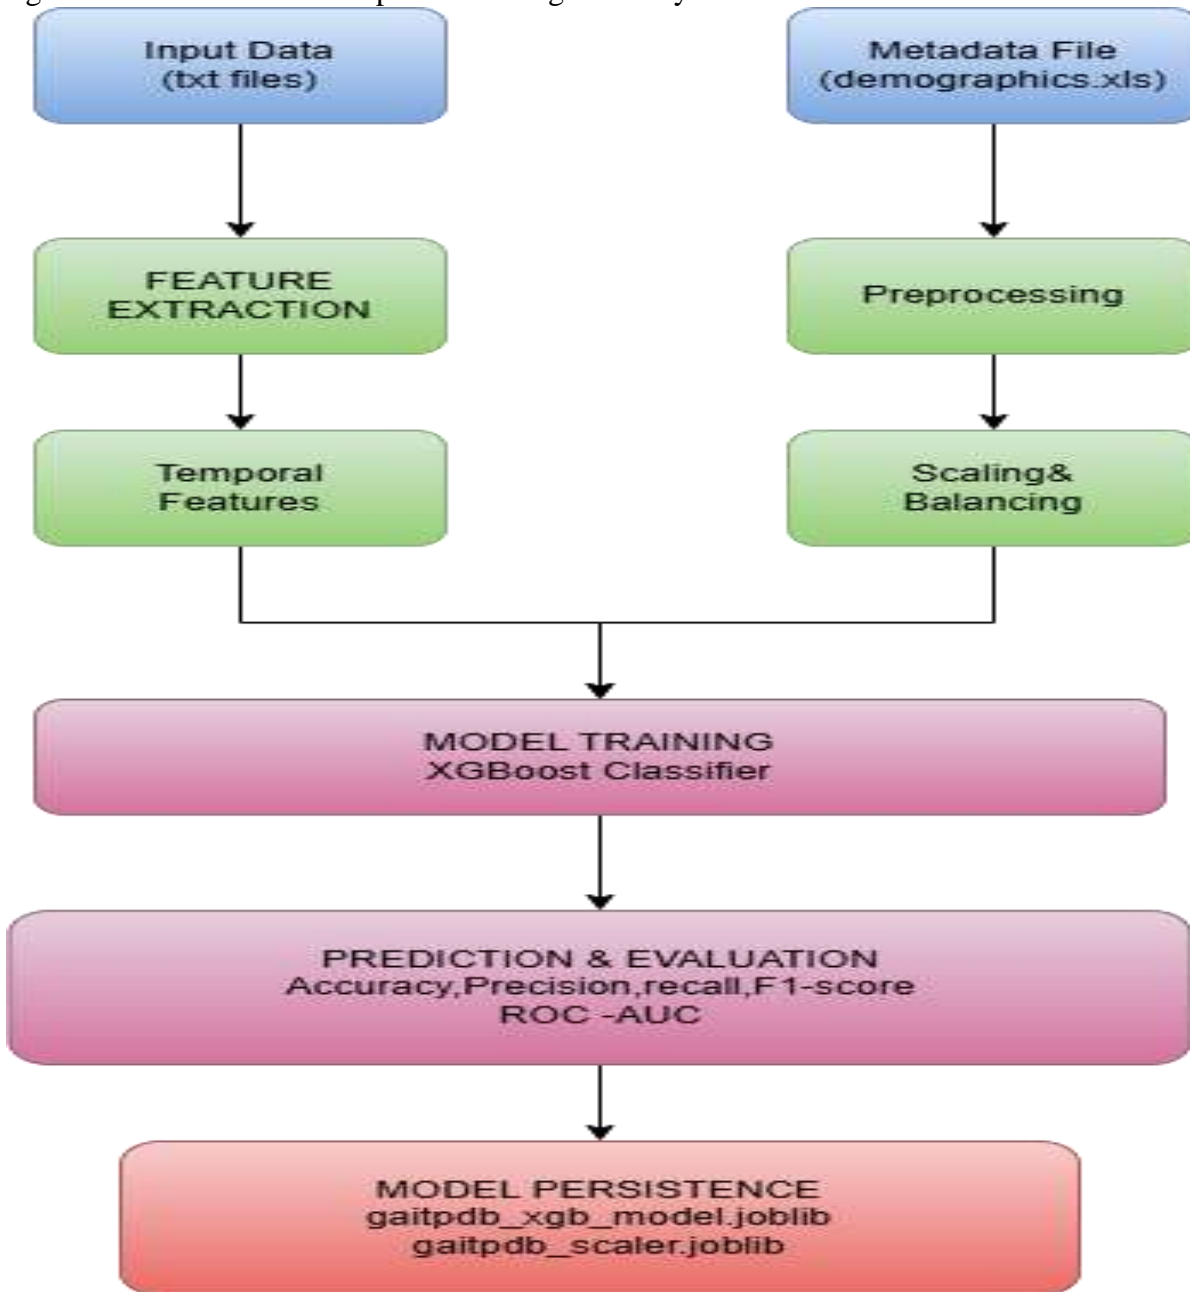 Input Data
(txt files)
Metadata File
(demographics.xls)
FEATURE
EXTRACTION
Preprocessing
Temporal
Features
Scaling&
Balancing
MODEL TRAINING
XGBoost Classifier
PREDICTION & EVALUATION
Accuracy,Precision,recall,F1-score
ROC -AUC
MODEL PERSISTENCE
gaitpdb_xgb_model.joblib
gaitpdb_scaler.joblib